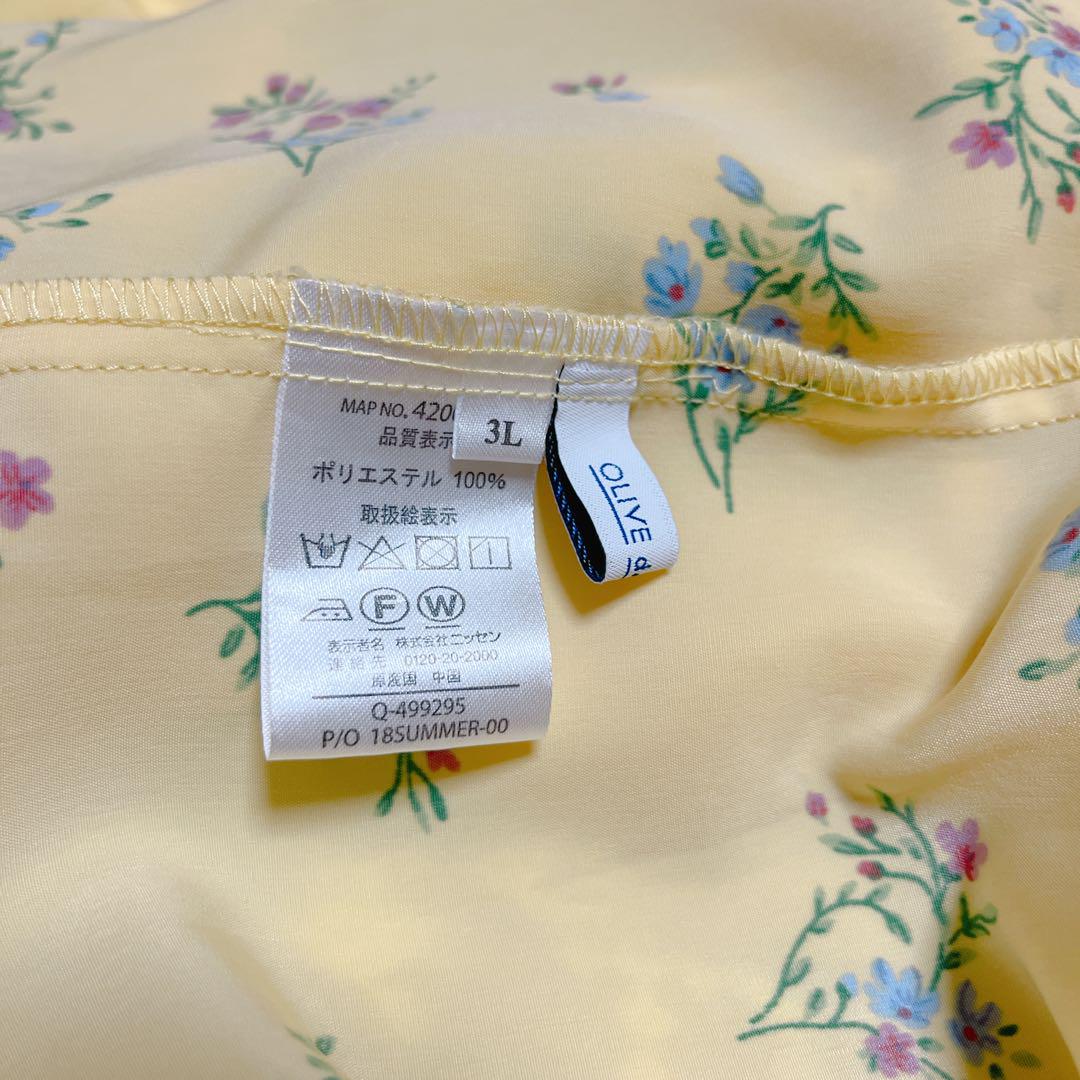 MAP NO. 420
品質表示
3L
ポリエステル 100%
取扱絵表示
F W
表示者名 株式会社ニッセン
連絡先 0120-20-2000
原産国 中国
Q-499295
P/O 18SUMMER-00
OLIVE